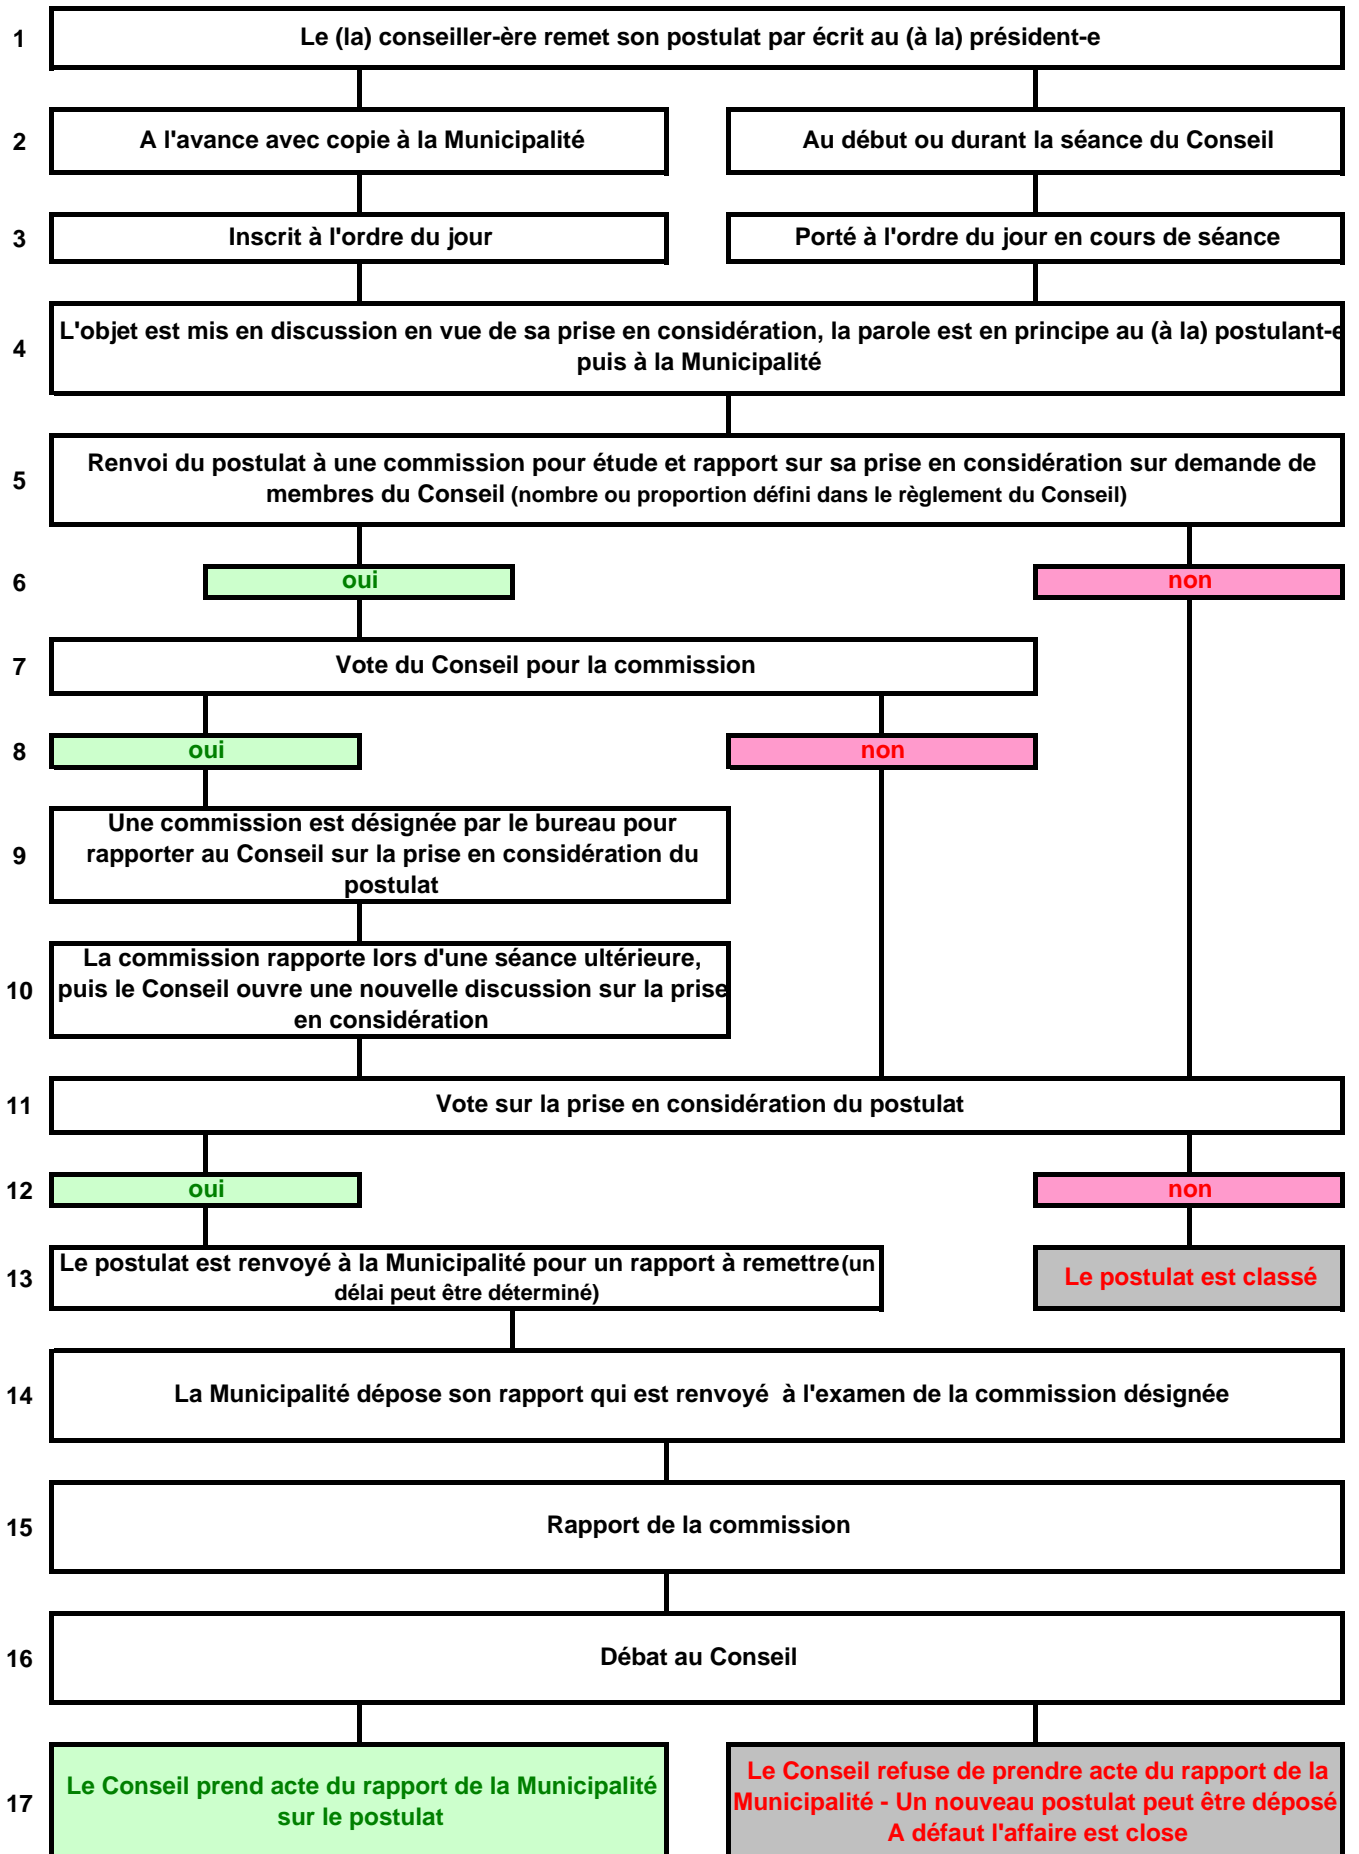 1
Le (la) conseiller-ère remet son postulat par écrit au (à la) président-e
2
A l'avance avec copie à la Municipalité
Au début ou durant la séance du Conseil
3
Inscrit à l'ordre du jour
Porté à l'ordre du jour en cours de séance
4
L'objet est mis en discussion en vue de sa prise en considération, la parole est en principe au (à la) postulant-e
puis à la Municipalité
5
Renvoi du postulat à une commission pour étude et rapport sur sa prise en considération sur demande de
membres du Conseil (nombre ou proportion défini dans le règlement du Conseil)
6
oui
non
7
Vote du Conseil pour la commission
8
oui
non
9
Une commission est désignée par le bureau pour
rapporter au Conseil sur la prise en considération du
postulat
10
La commission rapporte lors d'une séance ultérieure,
puis le Conseil ouvre une nouvelle discussion sur la prise
en considération
11
Vote sur la prise en considération du postulat
12
oui
non
13
Le postulat est renvoyé à la Municipalité pour un rapport à remettre (un
délai peut être déterminé)
Le postulat est classé
14
La Municipalité dépose son rapport qui est renvoyé  à l'examen de la commission désignée
15
Rapport de la commission
16
Débat au Conseil
17
Le Conseil prend acte du rapport de la Municipalité
sur le postulat
Le Conseil refuse de prendre acte du rapport de la
Municipalité - Un nouveau postulat peut être déposé
A défaut l'affaire est close